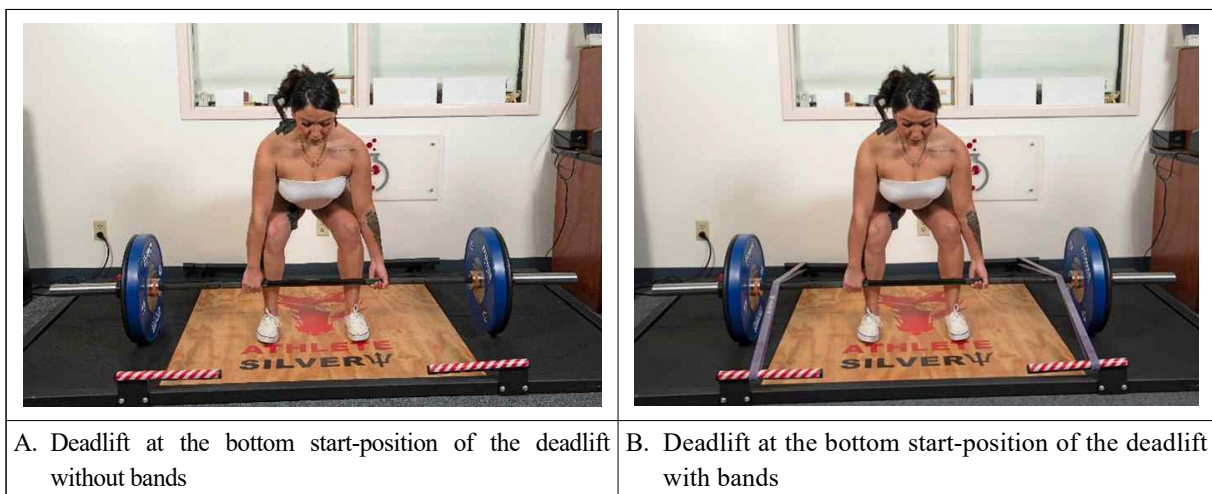 ATHLETE
SILVER
ATHLETE
SILVER
A. Deadlift at the bottom start-position of the deadlift
without bands
B. Deadlift at the bottom start-position of the deadlift
with bands